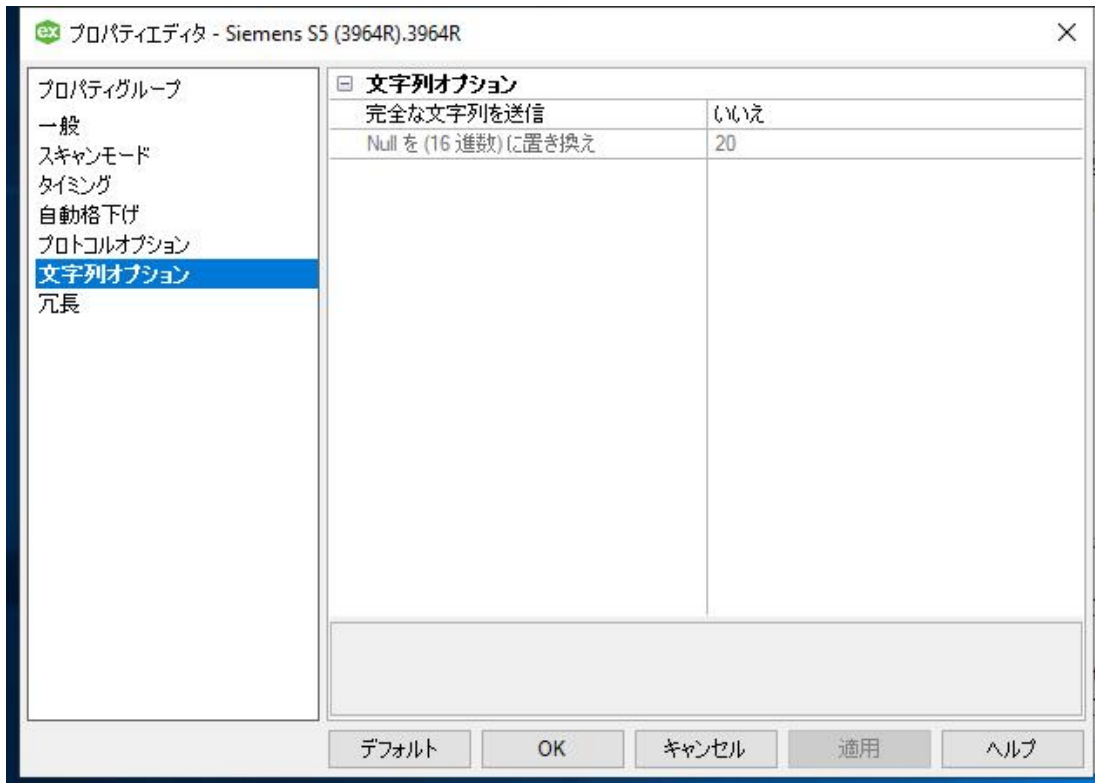 プロパティエディタ - Siemens S5 (3964R).3964R
プロパティグループ
一般
スキャンモード
タイミング
自動格下げ
プロトコルオプション
文字列オプション
冗長
文字列オプション
完全な文字列を送信 いいえ
Null を (16 進数) に置き換え 20
デフォルト OK キャンセル 適用 ヘルプ